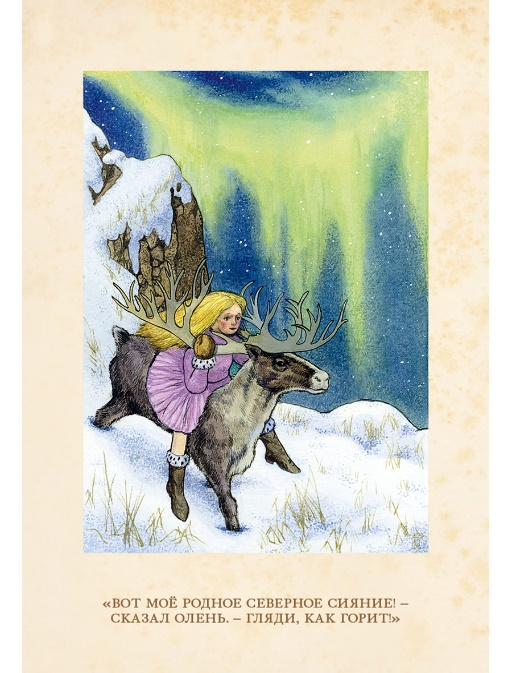 «ВОТ МОЁ РОДНОЕ СЕВЕРНОЕ СИЯНИЕ! –
СКАЗАЛ ОЛЕНЬ. – ГЛЯДИ, КАК ГОРИТ!»